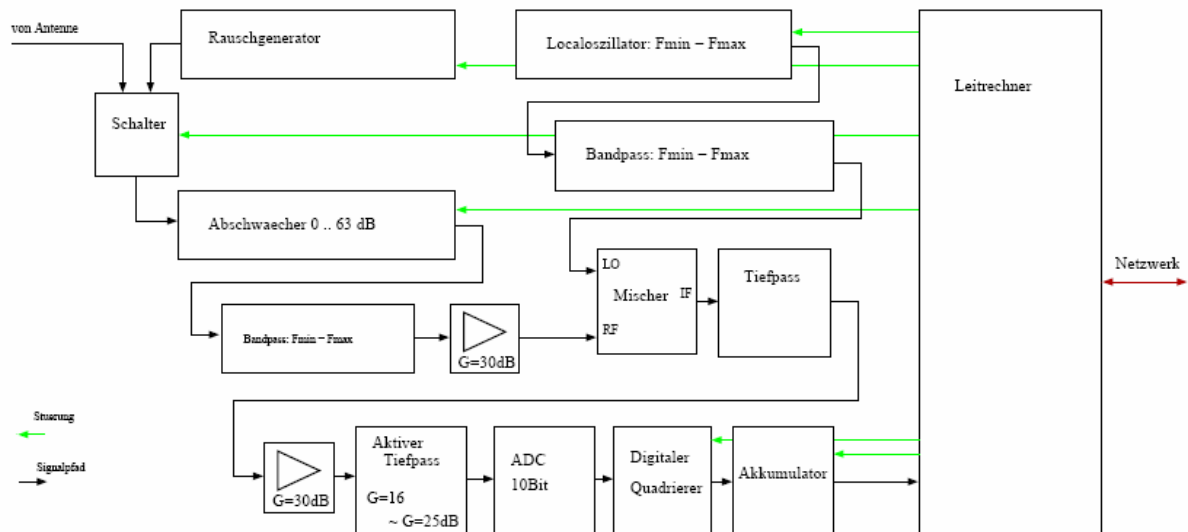 von Antenne
Rauschgenerator
Localoszillator: Fmin – Fmax
Leitrechner
Schalter
Bandpass: Fmin – Fmax
Abschwaecher 0 .. 63 dB
LO
Mischer
IF
RF
Tiefpass
Netzwerk
Bandpass: Fmin – Fmax
G=30dB
Stuerung
Signalpfad
G=30dB
Aktiver
Tiefpass
G=16
~ G=25dB
ADC
10Bit
Digitaler
Quadrierer
Akkumulator